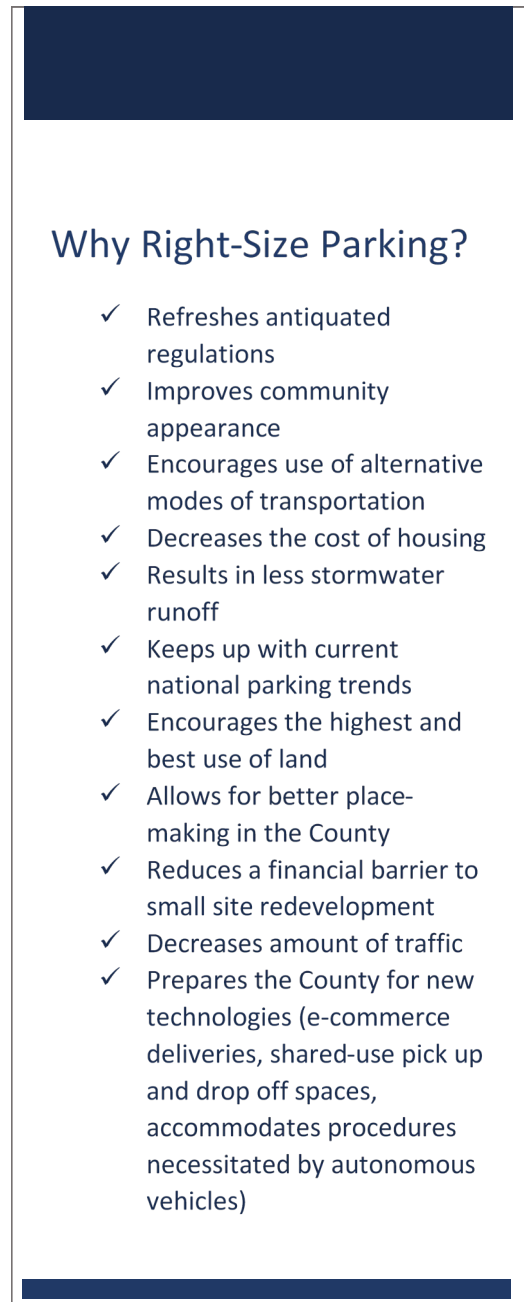 Why Right-Size Parking?
✓ Refreshes antiquated
regulations
✓ Improves community
appearance
✓ Encourages use of alternative
modes of transportation
✓ Decreases the cost of housing
✓ Results in less stormwater
runoff
✓ Keeps up with current
national parking trends
✓ Encourages the highest and
best use of land
✓ Allows for better place-
making in the County
✓ Reduces a financial barrier to
small site redevelopment
✓ Decreases amount of traffic
✓ Prepares the County for new
technologies (e-commerce
deliveries, shared-use pick up
and drop off spaces,
accommodates procedures
necessitated by autonomous
vehicles)